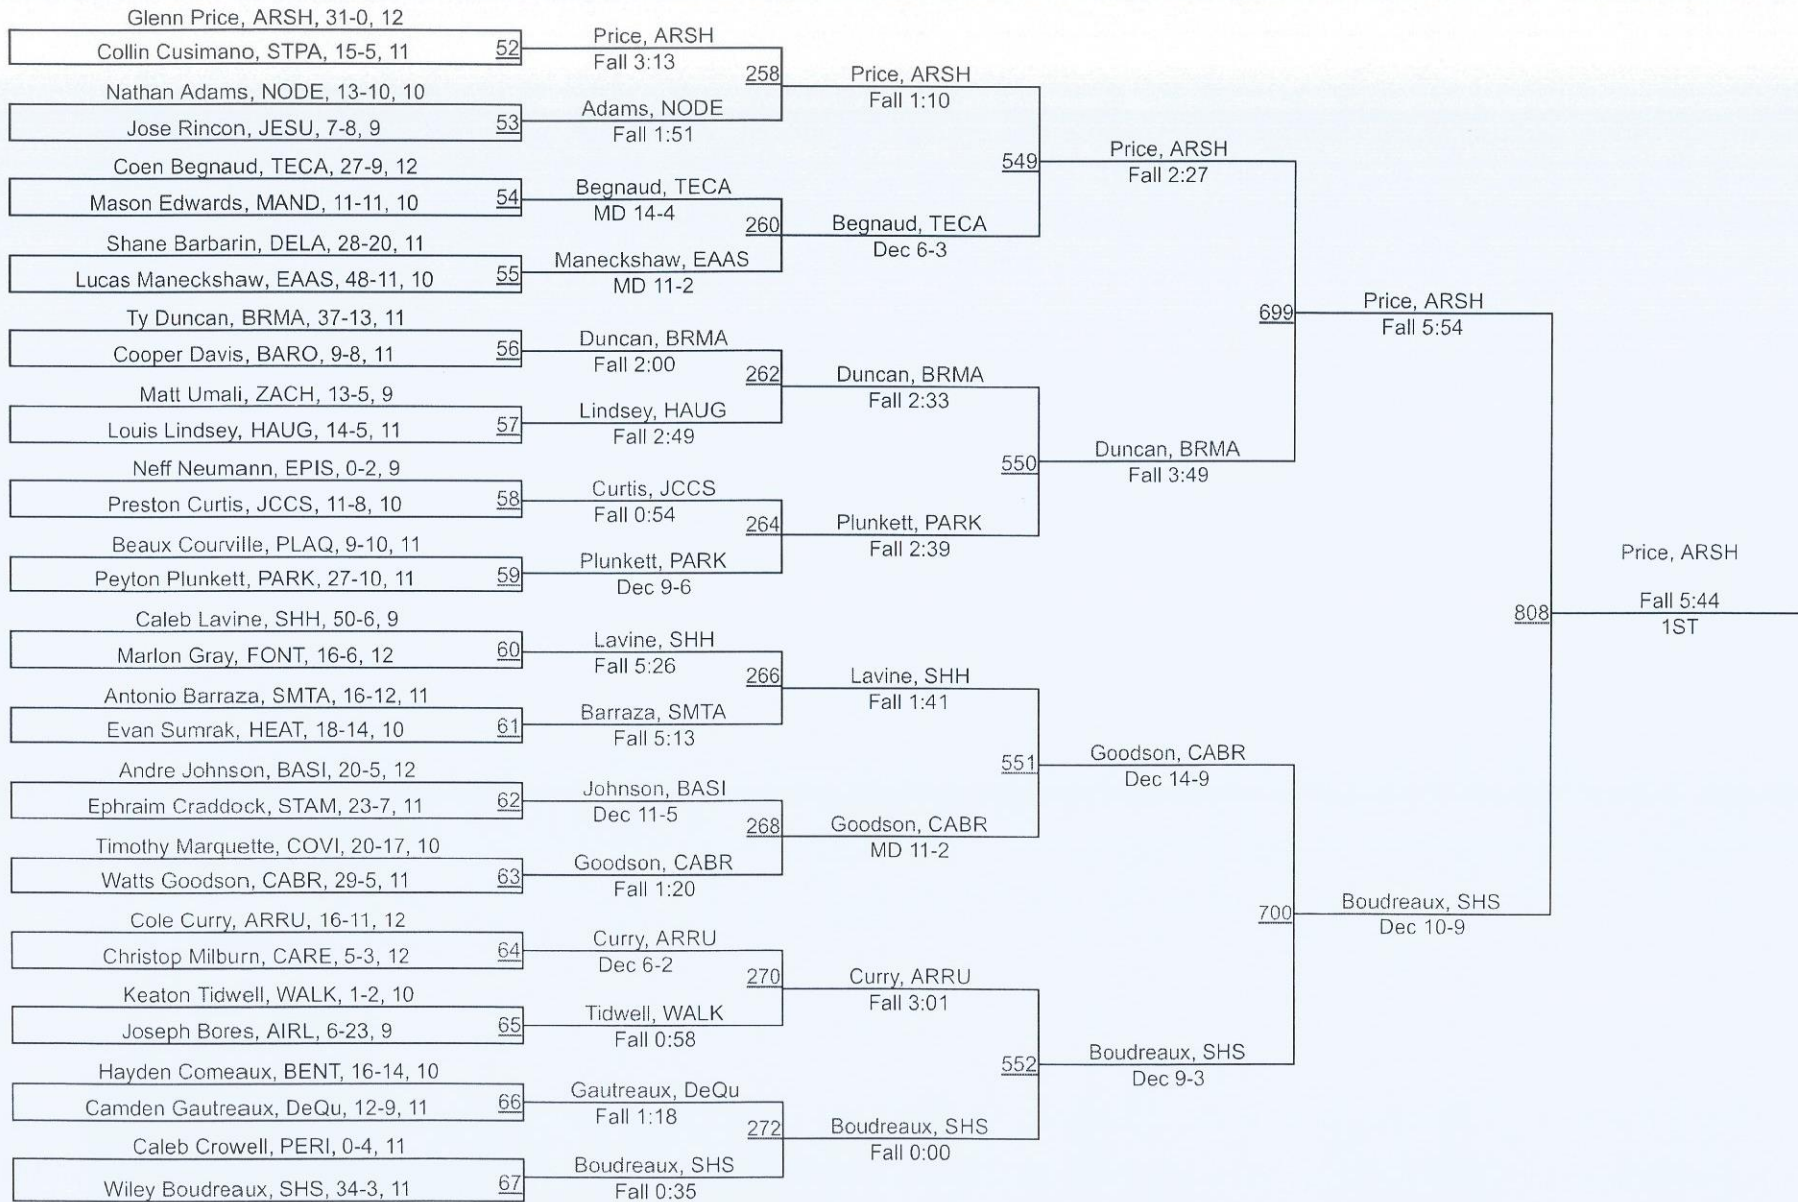 Glenn Price, ARSH, 31-0, 12
Collin Cusimano, STPA, 15-5, 11
52
Nathan Adams, NODE, 13-10, 10
Jose Rincon, JESU, 7-8, 9
53
Coen Begnaud, TECA, 27-9, 12
Mason Edwards, MAND, 11-11, 10
54
Shane Barbarin, DELA, 28-20, 11
Lucas Maneckshaw, EAAS, 48-11, 10
55
Ty Duncan, BRMA, 37-13, 11
Cooper Davis, BARO, 9-8, 11
56
Matt Umali, ZACH, 13-5, 9
Louis Lindsey, HAUG, 14-5, 11
57
Neff Neumann, EPIS, 0-2, 9
Preston Curtis, JCCS, 11-8, 10
58
Beaux Courville, PLAQ, 9-10, 11
Peyton Plunkett, PARK, 27-10, 11
59
Caleb Lavine, SHH, 50-6, 9
Marlon Gray, FONT, 16-6, 12
60
Antonio Barraza, SMTA, 16-12, 11
Evan Sumrak, HEAT, 18-14, 10
61
Andre Johnson, BASI, 20-5, 12
Ephraim Craddock, STAM, 23-7, 11
62
Timothy Marquette, COVI, 20-17, 10
Watts Goodson, CABR, 29-5, 11
63
Cole Curry, ARRU, 16-11, 12
Christop Milburn, CARE, 5-3, 12
64
Keaton Tidwell, WALK, 1-2, 10
Joseph Bores, AIRL, 6-23, 9
65
Hayden Comeaux, BENT, 16-14, 10
Camden Gautreaux, DeQu, 12-9, 11
66
Caleb Crowell, PERI, 0-4, 11
Wiley Boudreaux, SHS, 34-3, 11
67
Price, ARSH
Fall 3:13
258
Adams, NODE
Fall 1:51
Begnaud, TECA
MD 14-4
260
Maneckshaw, EAAS
MD 11-2
Duncan, BRMA
Fall 2:00
262
Lindsey, HAUG
Fall 2:49
Curtis, JCCS
Fall 0:54
264
Plunkett, PARK
Dec 9-6
Lavine, SHH
Fall 5:26
266
Barraza, SMTA
Fall 5:13
Johnson, BASI
Dec 11-5
268
Goodson, CABR
Fall 1:20
Curry, ARRU
Dec 6-2
270
Tidwell, WALK
Fall 0:58
Gautreaux, DeQu
Fall 1:18
272
Boudreaux, SHS
Fall 0:35
Price, ARSH
Fall 1:10
549
Begnaud, TECA
Dec 6-3
Duncan, BRMA
Fall 2:33
550
Plunkett, PARK
Fall 2:39
Lavine, SHH
Fall 1:41
551
Goodson, CABR
MD 11-2
Curry, ARRU
Fall 3:01
552
Boudreaux, SHS
Fall 0:00
Price, ARSH
Fall 2:27
699
Duncan, BRMA
Fall 3:49
Goodson, CABR
Dec 14-9
700
Boudreaux, SHS
Dec 9-3
Price, ARSH
Fall 5:54
808
Boudreaux, SHS
Dec 10-9
Price, ARSH
Fall 5:44
1ST